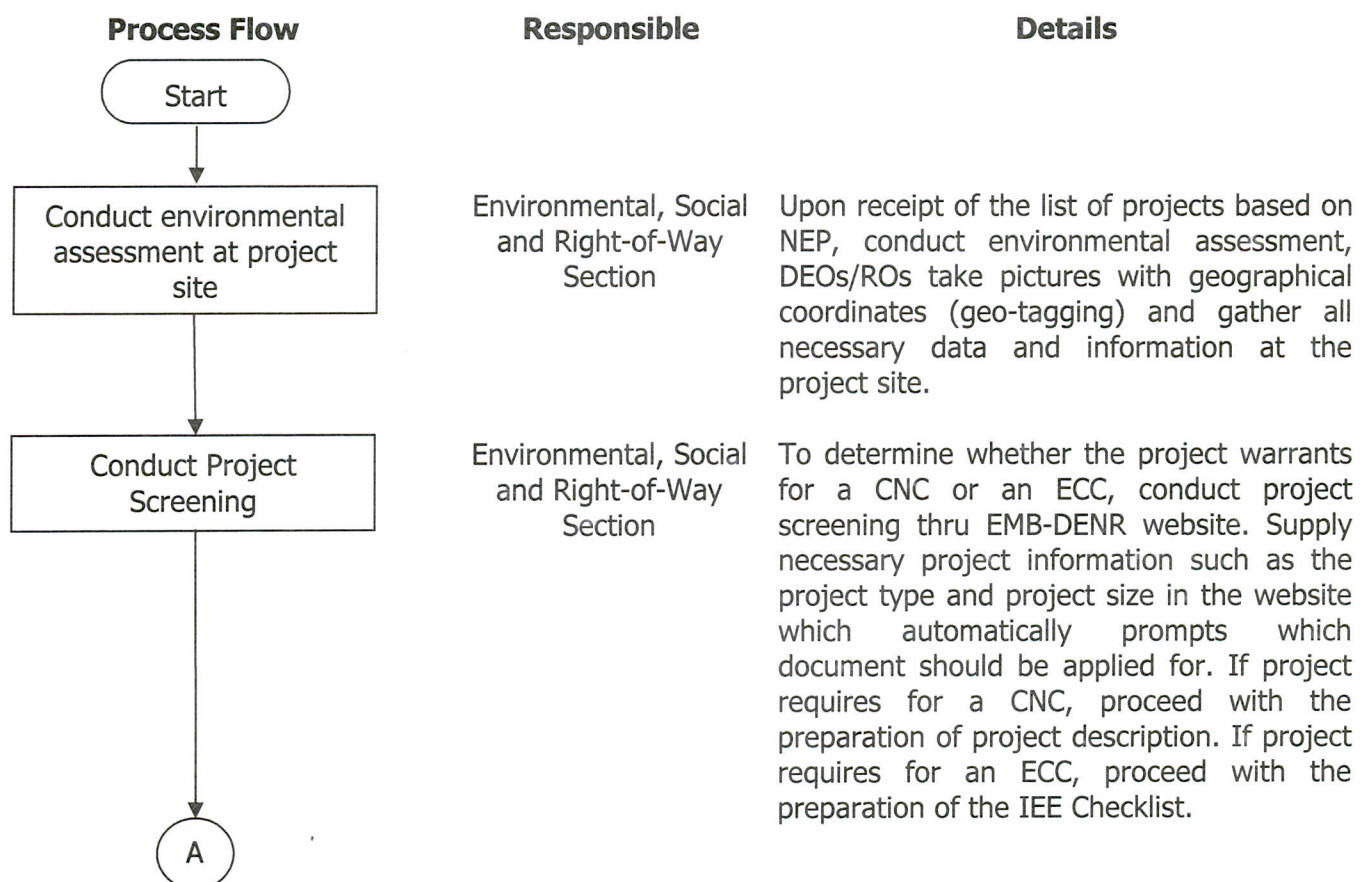 Process Flow Responsible Details
Start
Conduct environmental
assessment at project
site
Environmental, Social
and Right-of-Way
Section
Upon receipt of the list of projects based on
NEP, conduct environmental assessment,
DEOs/ROs take pictures with geographical
coordinates (geo-tagging) and gather all
necessary data and information at the
project site.
Conduct Project
Screening
Environmental, Social
and Right-of-Way
Section
To determine whether the project warrants
for a CNC or an ECC, conduct project
screening thru EMB-DENR website. Supply
necessary project information such as the
project type and project size in the website
which automatically prompts which
document should be applied for. If project
requires for a CNC, proceed with the
preparation of project description. If project
requires for an ECC, proceed with the
preparation of the IEE Checklist.
A